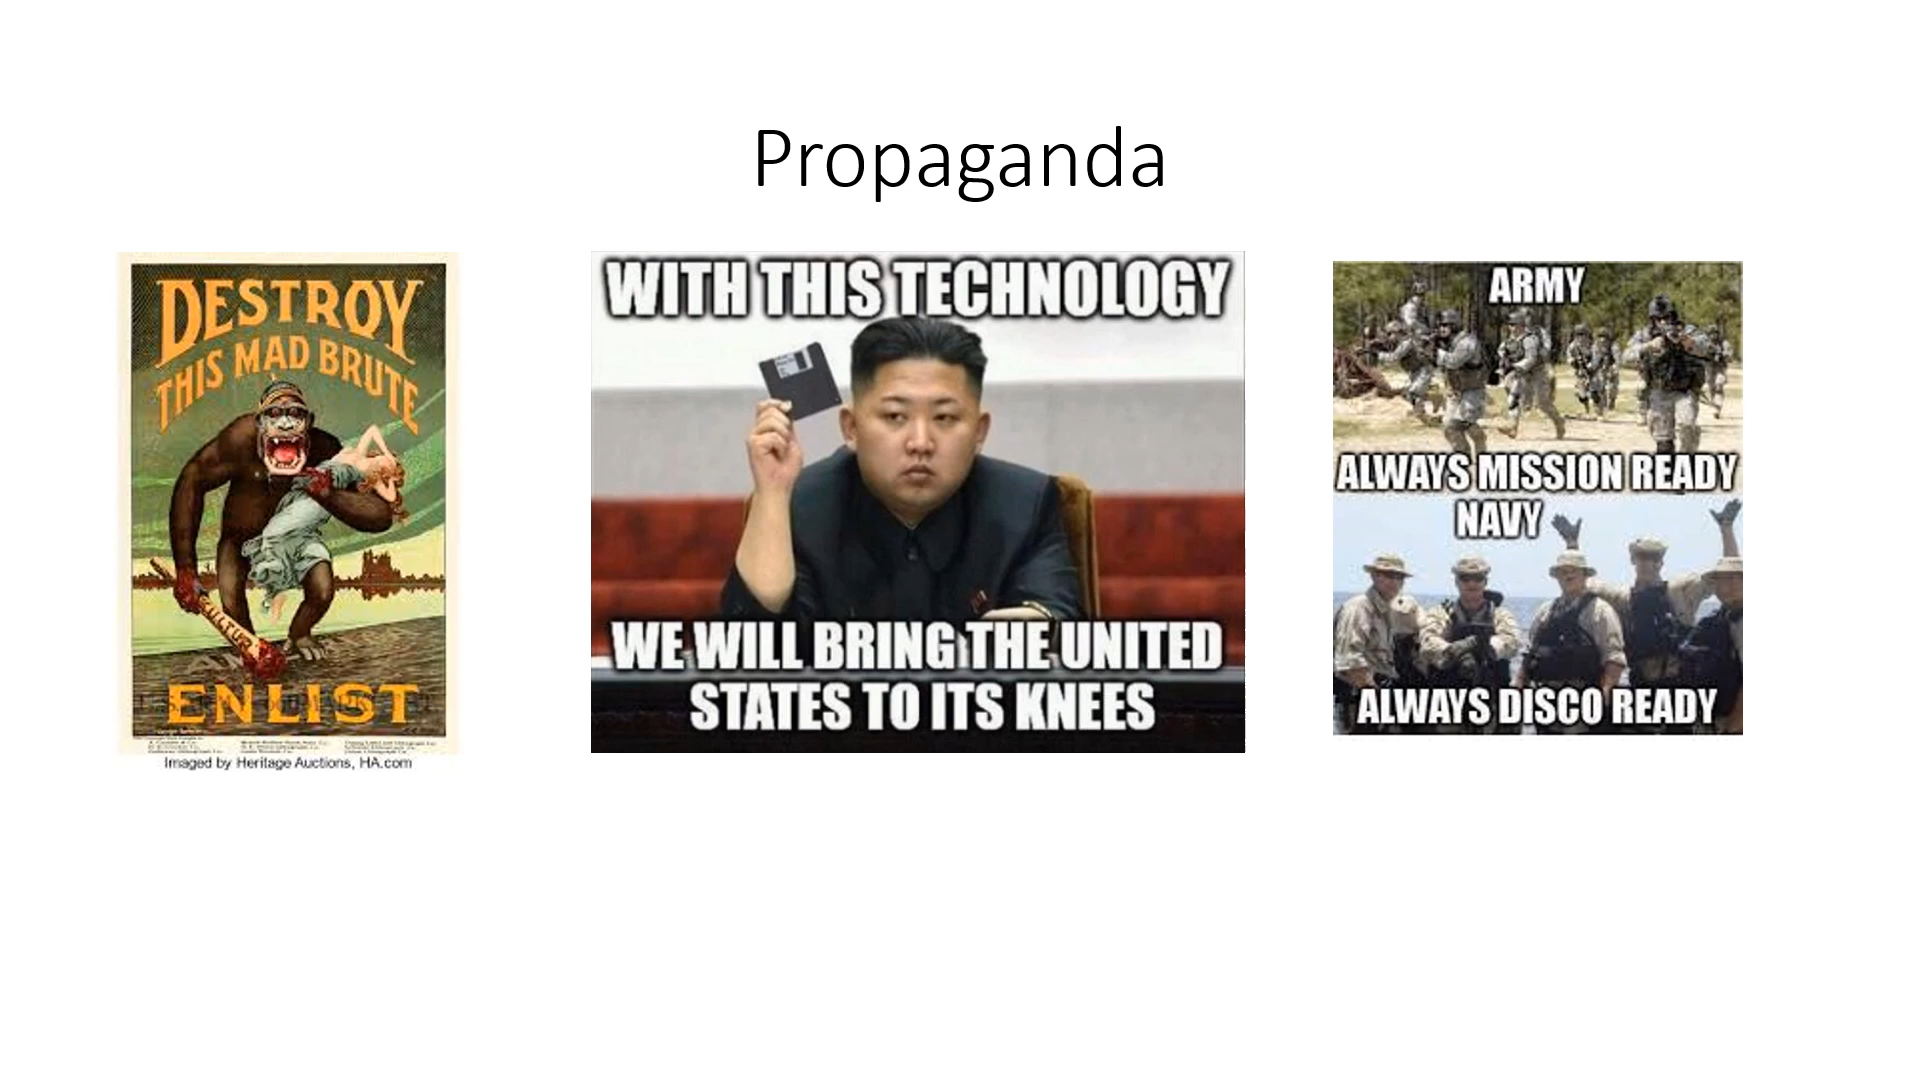 Propaganda
DESTROY
THIS MAD BRUTE
KULTUR
ENLIST
Imaged by Heritage Auctions, HA.com
WITH THIS TECHNOLOGY
WE WILL BRING THE UNITED
STATES TO ITS KNEES
ARMY
ALWAYS MISSION READY
NAVY
ALWAYS DISCO READY